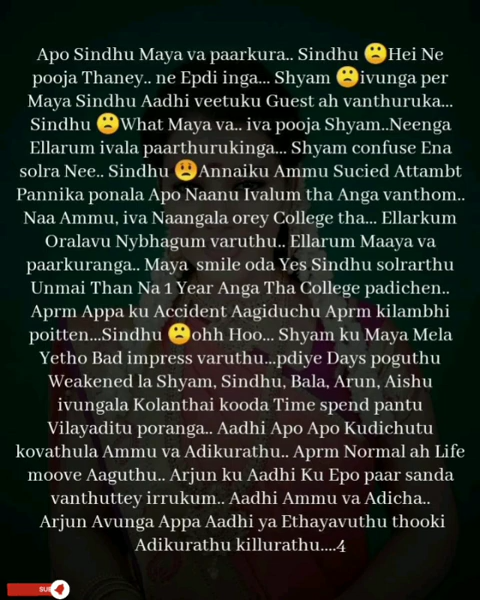 Apo Sindhu Maya va paarkura.. Sindhu 🙁Hei Ne
pooja Thaney.. ne Epdi inga... Shyam 🙁ivunga per
Maya Sindhu Aadhi veetuku Guest ah vanthuruka...
Sindhu 🙁What Maya va.. iva pooja Shyam..Neenga
Ellarum ivala paarthurukinga... Shyam confuse Ena
solra Nee.. Sindhu 😟Annaiku Ammu Sucied Attambt
Pannika ponala Apo Naanu Ivalum tha Anga vanthom..
Naa Ammu, iva Naangala orey College tha... Ellarkum
Oralavu Nybhagum varuthu.. Ellarum Maaya va
paarkuranga.. Maya  smile oda Yes Sindhu solrarthu
Unmai Than Na 1 Year Anga Tha College padichen..
Aprm Appa ku Accident Aagiduchu Aprm kilambhi
poitten...Sindhu 🙁ohh Hoo... Shyam ku Maya Mela
Yetho Bad impress varuthu...pdiye Days poguthu
Weakened la Shyam, Sindhu, Bala, Arun, Aishu
ivungala Kolanthai kooda Time spend pantu
Vilayaditu poranga.. Aadhi Apo Apo Kudichutu
kovathula Ammu va Adikurathu.. Aprm Normal ah Life
moove Aaguthu.. Arjun ku Aadhi Ku Epo paar sanda
vanthuttey irrukum.. Aadhi Ammu va Adicha..
Arjun Avunga Appa Aadhi ya Ethayavuthu thooki
Adikurathu killurathu....4